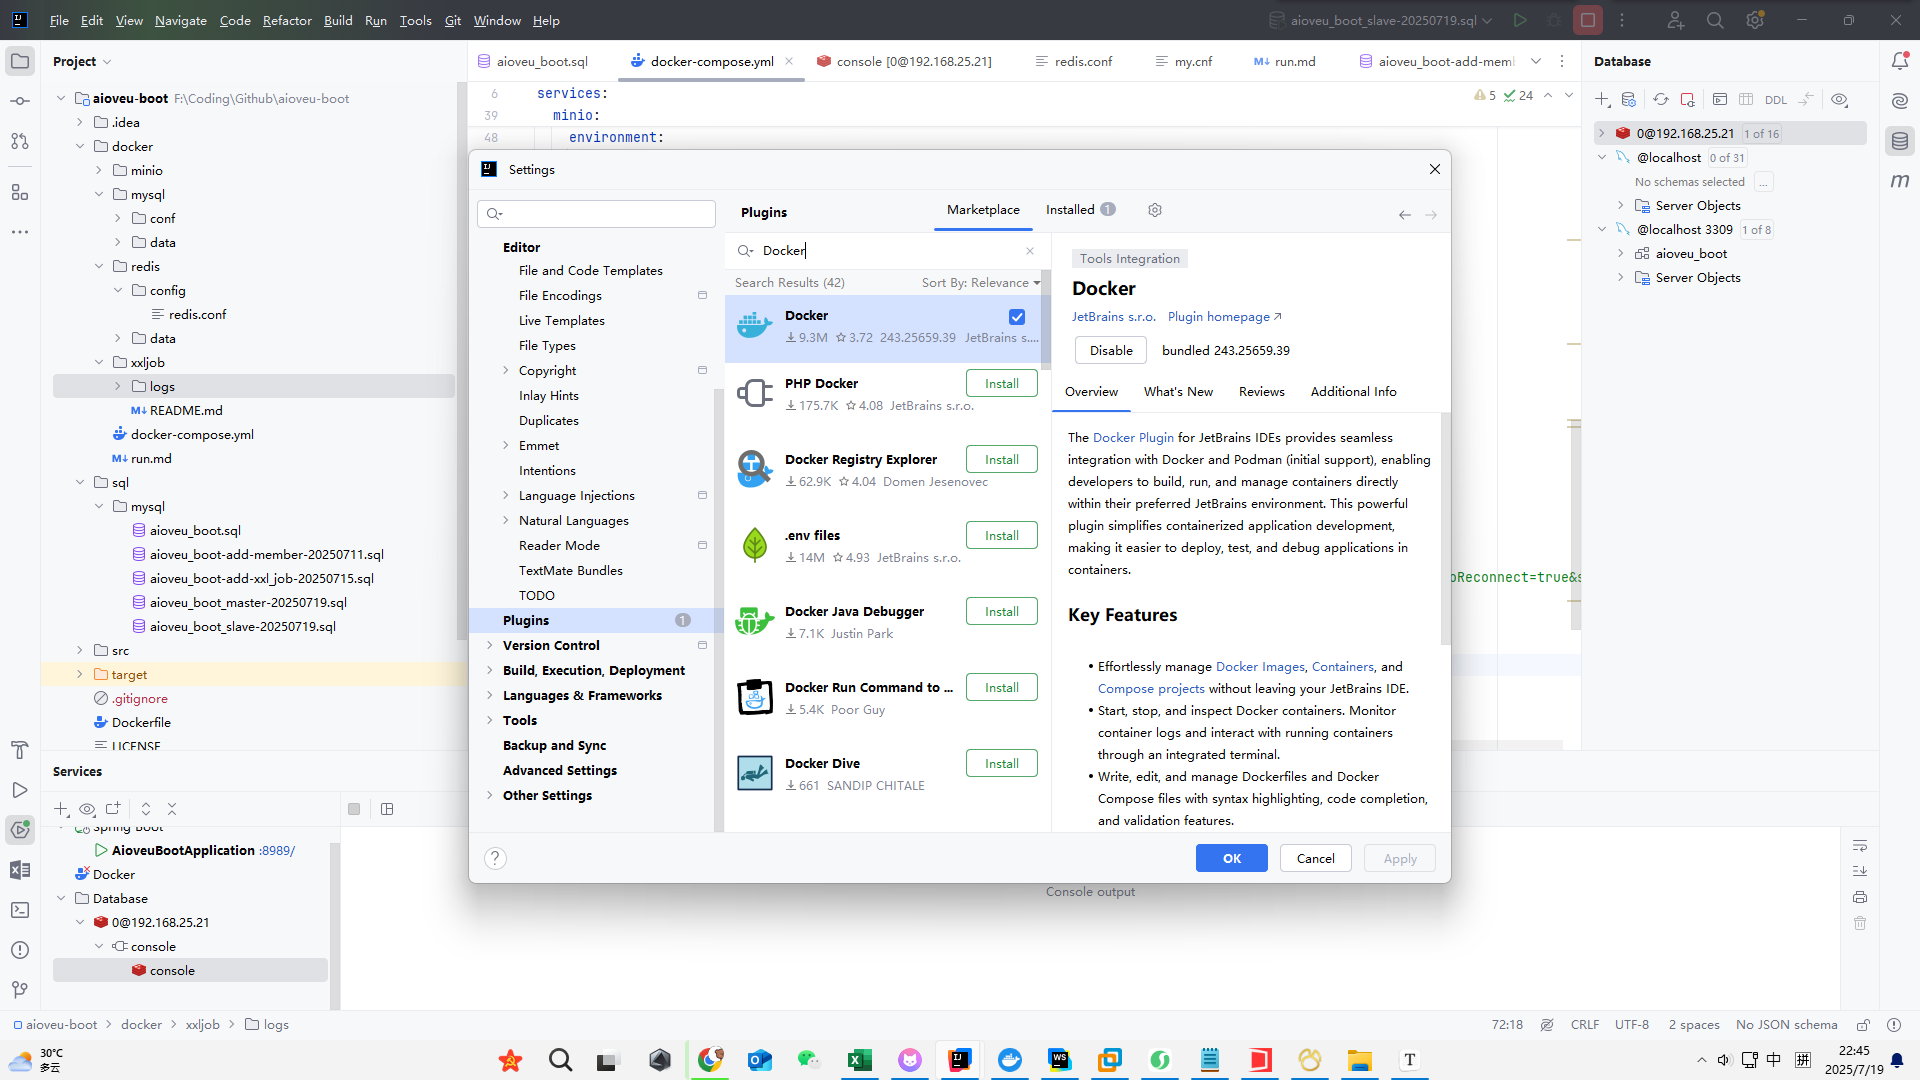 File Edit View Navigate Code Refactor Build Run Tools Git Window Help
aioveu_boot_slave-20250719.sql
Project
aioveu_boot.sql
docker-compose.yml
console [0@192.168.25.21]
redis.conf
my.cnf
run.md
aioveu_boot-add-mem
Database
aioveu-boot F:\Coding\Github\aioveu-boot
.idea
docker
minio
mysql
conf
data
redis
config
redis.conf
data
xxljob
logs
README.md
docker-compose.yml
run.md
sql
mysql
aioveu_boot.sql
aioveu_boot-add-member-20250711.sql
aioveu_boot-add-xxl_job-20250715.sql
aioveu_boot_master-20250719.sql
aioveu_boot_slave-20250719.sql
src
target
.gitignore
Dockerfile
LICENSE
6 services:
39 minio:
48 environment:
5 24
oReconnect=true&s
DDL
0@192.168.25.21 1 of 16
@localhost 0 of 31
No schemas selected ...
Server Objects
@localhost 3309 1 of 8
aioveu_boot
Server Objects
Settings
Editor
File and Code Templates
File Encodings
Live Templates
File Types
Copyright
Inlay Hints
Duplicates
Emmet
Intentions
Language Injections
Natural Languages
Reader Mode
TextMate Bundles
TODO
Plugins 1
Version Control
Build, Execution, Deployment
Languages & Frameworks
Tools
Backup and Sync
Advanced Settings
Other Settings
Plugins
Marketplace
Installed 1
Docker
Search Results (42) Sort By: Relevance
Docker
9.3M 3.72 243.25659.39 JetBrains s....
PHP Docker Install
175.7K 4.08 JetBrains s.r.o.
Docker Registry Explorer Install
62.9K 4.04 Domen Jesenovec
.env files Install
14M 4.93 JetBrains s.r.o.
Docker Java Debugger Install
7.1K Justin Park
Docker Run Command to ... Install
5.4K Poor Guy
Docker Dive Install
661 SANDIP CHITALE
Tools Integration
Docker
JetBrains s.r.o. Plugin homepage ↗
Disable bundled 243.25659.39
Overview What's New Reviews Additional Info
The Docker Plugin for JetBrains IDEs provides seamless
integration with Docker and Podman (initial support), enabling
developers to build, run, and manage containers directly
within their preferred JetBrains environment. This powerful
plugin simplifies containerized application development,
making it easier to deploy, test, and debug applications in
containers.
Key Features
• Effortlessly manage Docker Images, Containers, and
Compose projects without leaving your JetBrains IDE.
• Start, stop, and inspect Docker containers. Monitor
container logs and interact with running containers
through an integrated terminal.
• Write, edit, and manage Dockerfiles and Docker
Compose files with syntax highlighting, code completion,
and validation features.
? OK Cancel Apply
Services
Spring Boot
AioveuBootApplication :8989/
Docker
Database
0@192.168.25.21
console
console
Console output
aioveu-boot > docker > xxljob > logs
72:18 CRLF UTF-8 2 spaces No JSON schema
30°C
多云
中 拼
22:45
2025/7/19